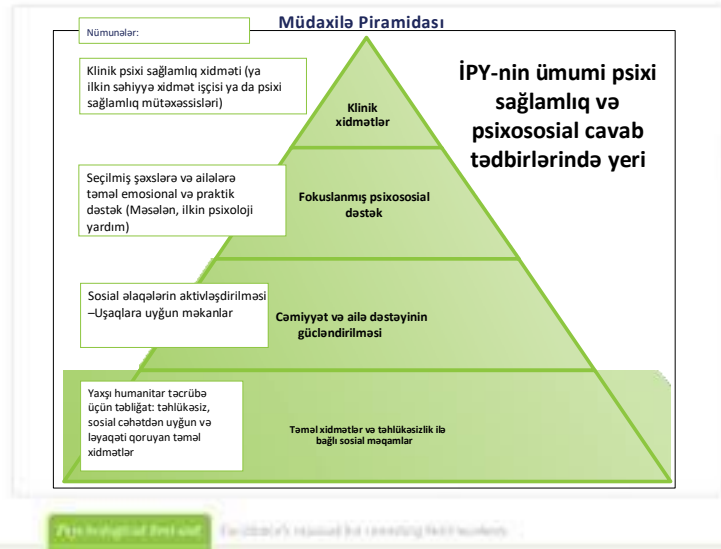 Müdaxilə Piramidası
Nümunələr:
İPY-nin ümumi psixi
sağlamlıq və
psixososial cavab
tədbirlərində yeri
Klinik psixi sağlamlıq xidməti (ya
ilkin səhiyyə xidmət işçisi ya da psixi
sağlamlıq mütəxəssisləri)
Klinik
xidmətlər
Seçilmiş şəxslərə və ailələrə
təməl emosional və praktik
dəstək (Məsələn, ilkin psixoloji
yardım)
Fokuslanmış psixososial
dəstək
Sosial əlaqələrin aktivləşdirilməsi
–Uşaqlara uyğun məkanlar
Cəmiyyət və ailə dəstəyinin
gücləndirilməsi
Yaxşı humanitar təcrübə
üçün təbliğat: təhlükəsiz,
sosial cəhətdən uyğun və
ləyaqəti qoruyan təməl
xidmətlər
Təməl xidmətlər və təhlükəsizlik ilə
bağlı sosial məqamlar